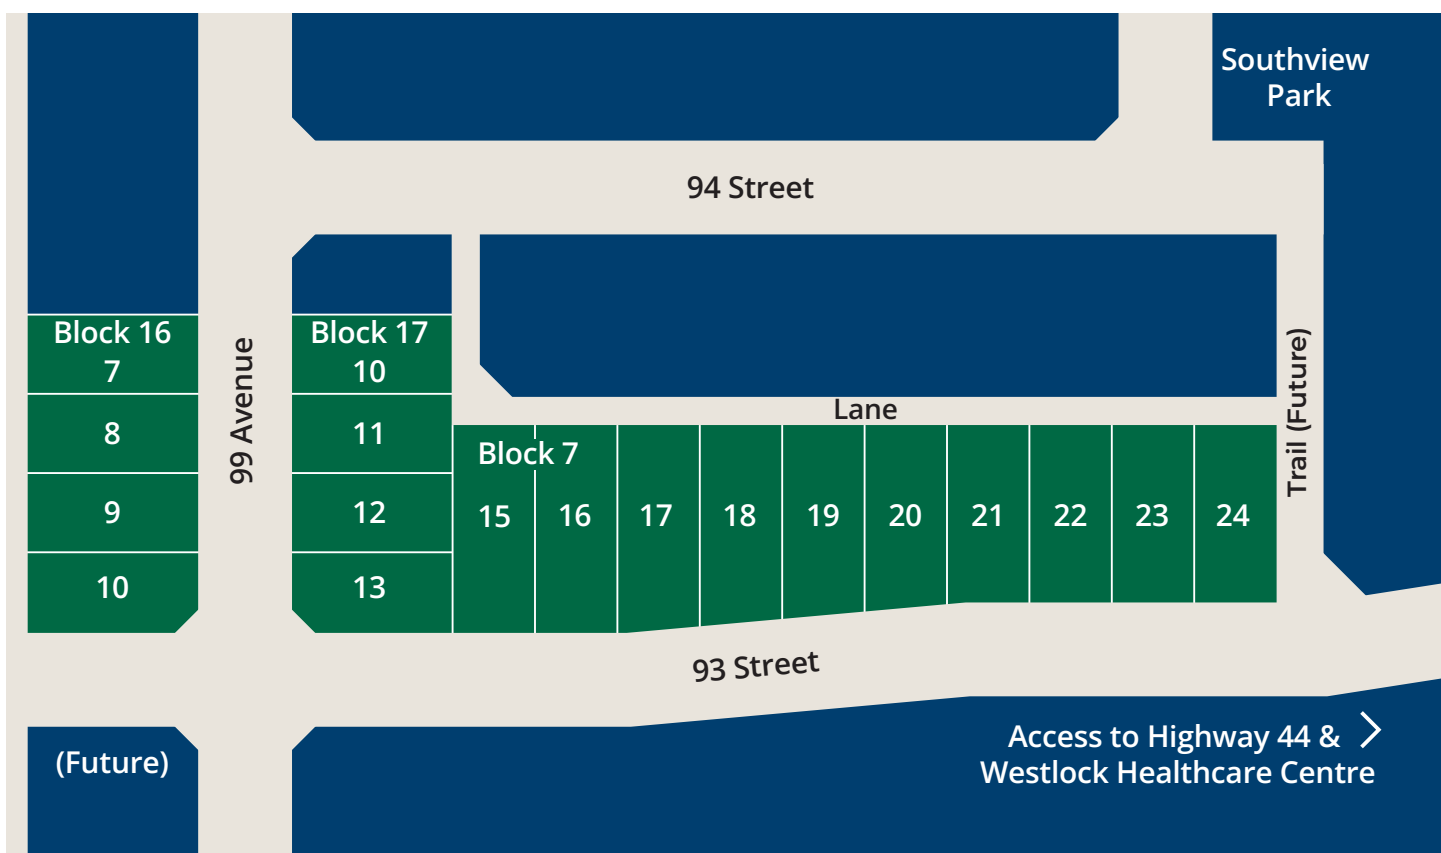 Southview
Park
94 Street
Block 16
7
8
9
10
99 Avenue
Block 17
10
11
12
13
Lane
Block 7
15
16
17
18
19
20
21
22
23
24
Trail (Future)
93 Street
(Future)
Access to Highway 44 &
Westlock Healthcare Centre